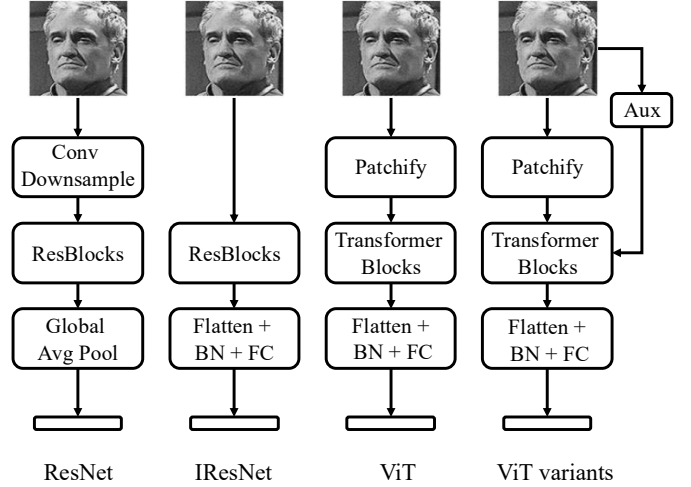 Aux
Conv
Downsample
Patchify
Patchify
ResBlocks
ResBlocks
Transformer
Blocks
Transformer
Blocks
Global
Avg Pool
Flatten +
BN + FC
Flatten +
BN + FC
Flatten +
BN + FC
ResNet
IResNet
ViT
ViT variants